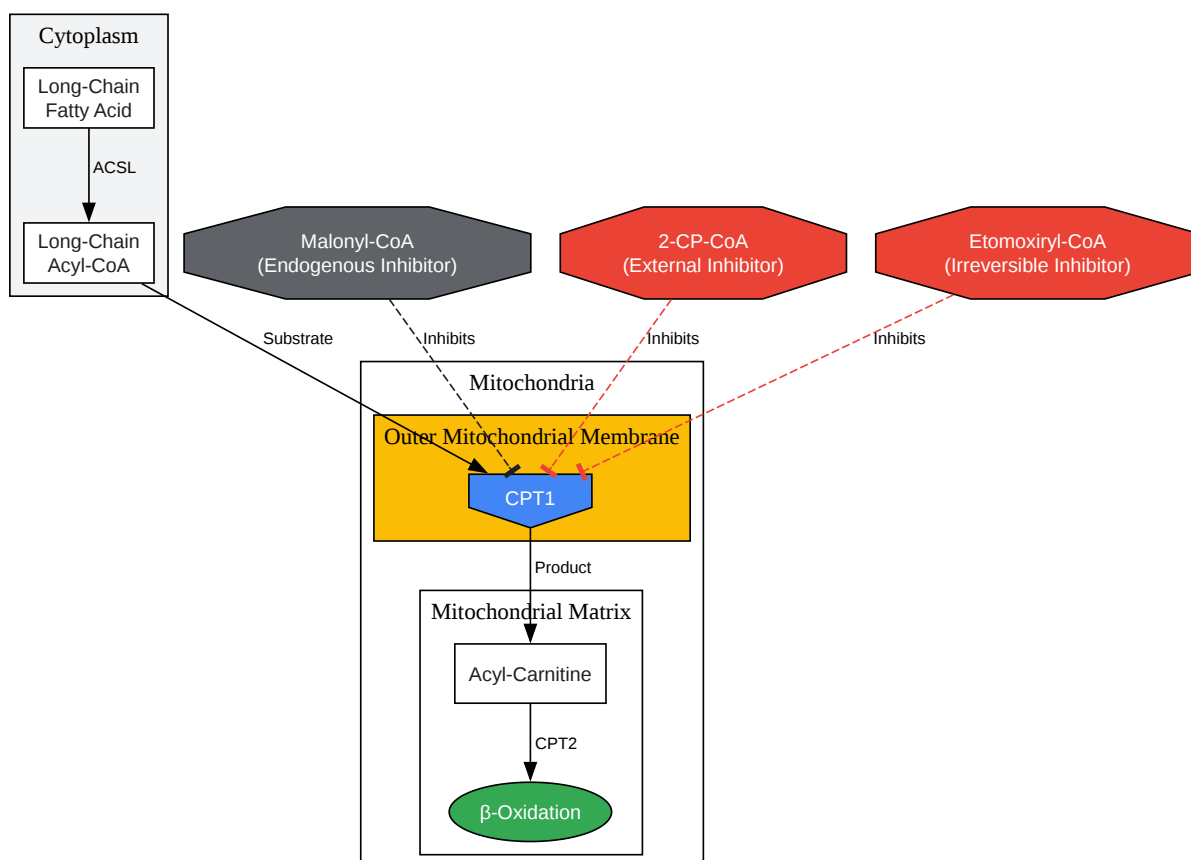 Cytoplasm
Long-Chain
Fatty Acid
ACSL
Long-Chain
Acyl-CoA
Malonyl-CoA
(Endogenous Inhibitor)
2-CP-CoA
(External Inhibitor)
Etomoxiryl-CoA
(Irreversible Inhibitor)
Substrate
Inhibits
Inhibits
Inhibits
Mitochondria
Outer Mitochondrial Membrane
CPT1
Product
Mitochondrial Matrix
Acyl-Carnitine
CPT2
β-Oxidation